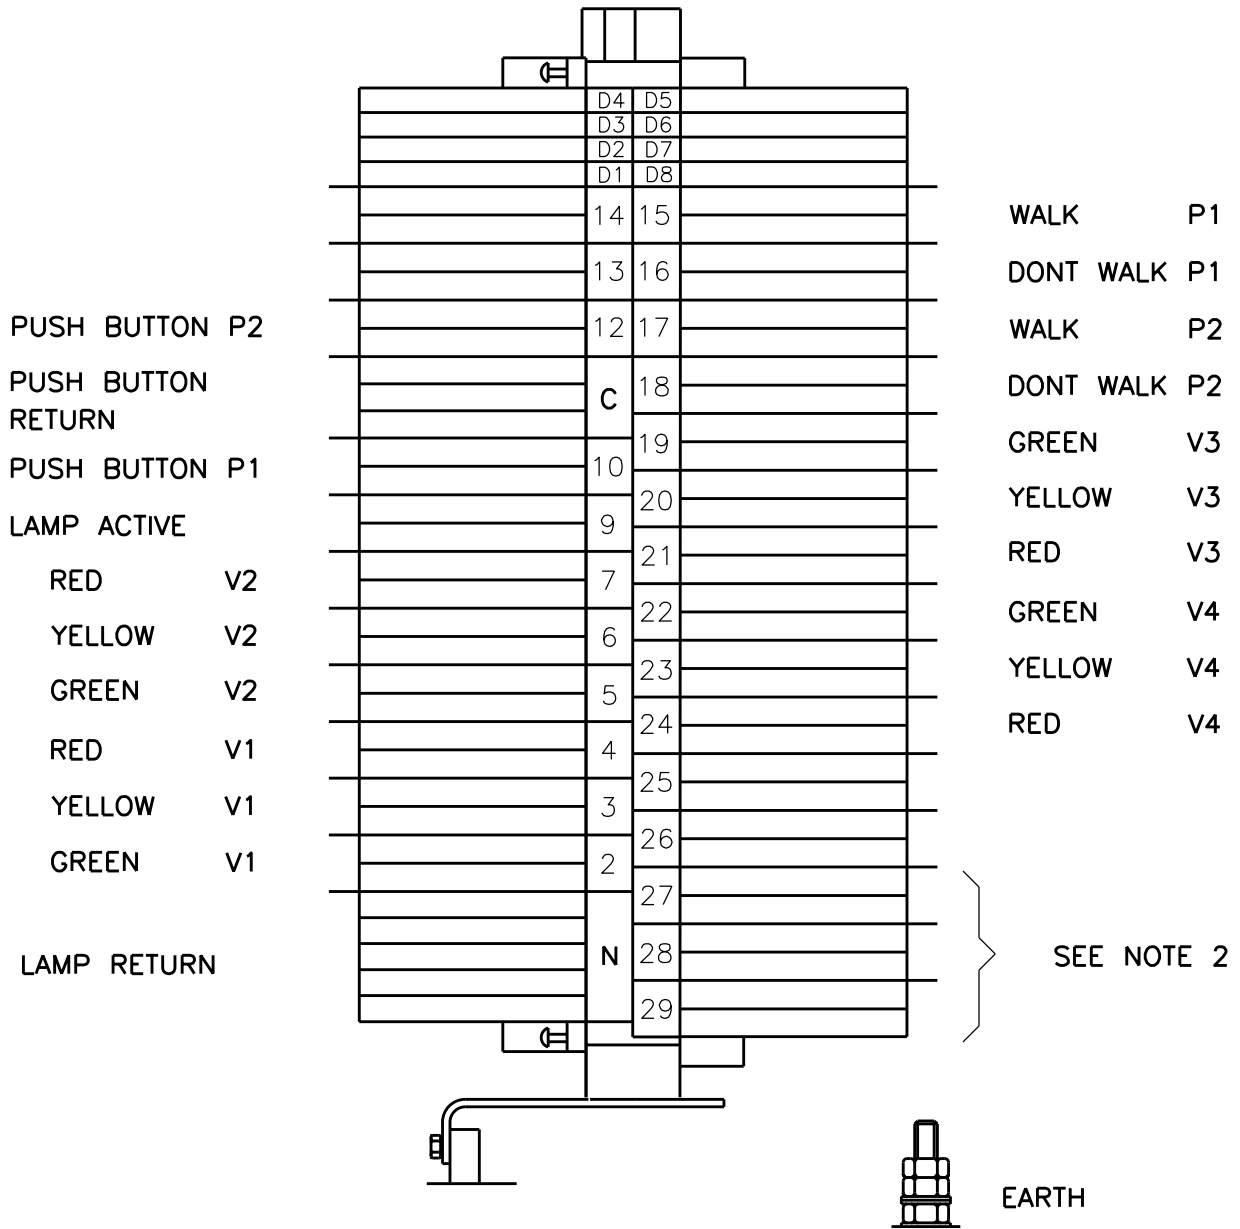 D4 D5
D3 D6
D2 D7
D1 D8
14 15 WALK P1
13 16 DONT WALK P1
PUSH BUTTON P2 12 17 WALK P2
PUSH BUTTON
RETURN
C 18 DONT WALK P2
19 GREEN V3
PUSH BUTTON P1 10
20 YELLOW V3
LAMP ACTIVE 9
21 RED V3
RED V2 7
22 GREEN V4
YELLOW V2 6
23 YELLOW V4
GREEN V2 5
24 RED V4
RED V1 4
25
YELLOW V1 3
26
GREEN V1 2
27
LAMP RETURN N 28 SEE NOTE 2
29
EARTH